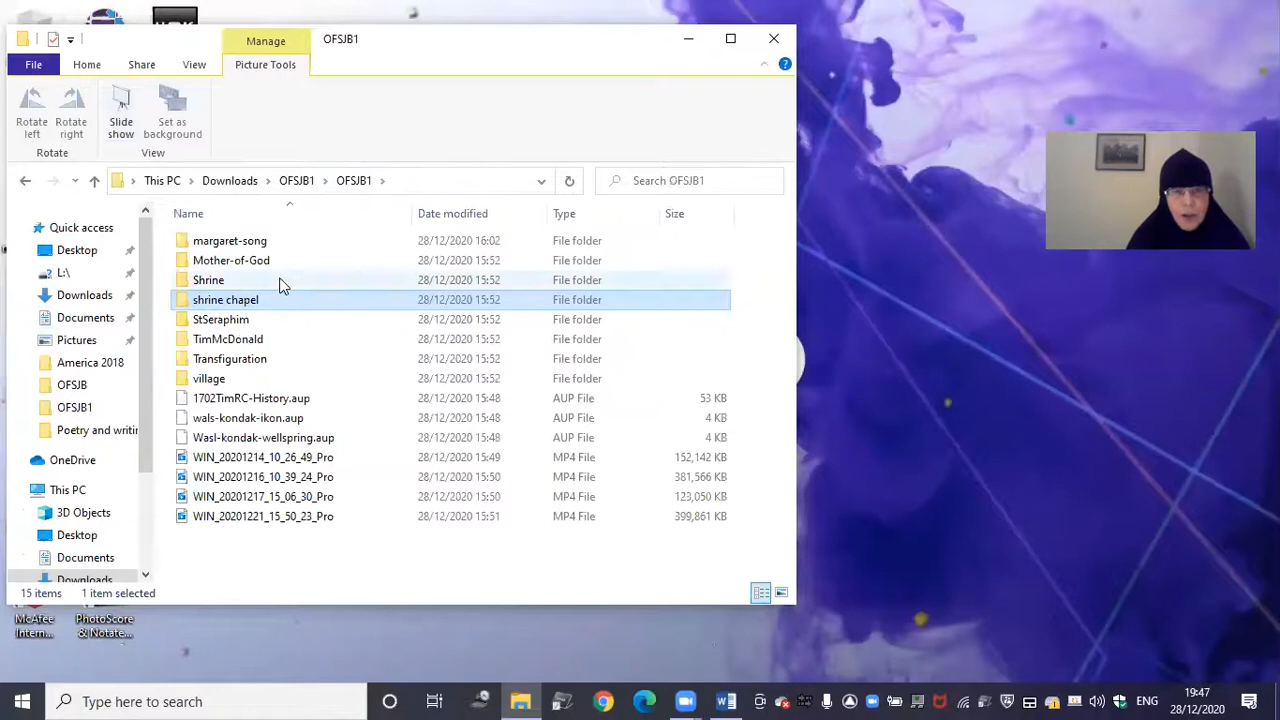 Manage OFSJB1
File Home Share View Picture Tools
Rotate left Rotate right Slide show Set as background
Rotate View
This PC Downloads OFSJB1 OFSJB1 Search OFSJB1
Name Date modified Type Size
Quick access
Desktop
L:\
Downloads
Documents
Pictures
America 2018
OFSJB
OFSJB1
Poetry and writin
OneDrive
This PC
3D Objects
Desktop
Documents
Downloads
margaret-song 28/12/2020 16:02 File folder
Mother-of-God 28/12/2020 15:52 File folder
Shrine 28/12/2020 15:52 File folder
shrine chapel 28/12/2020 15:52 File folder
StSeraphim 28/12/2020 15:52 File folder
TimMcDonald 28/12/2020 15:52 File folder
Transfiguration 28/12/2020 15:52 File folder
village 28/12/2020 15:52 File folder
1702TimRC-History.aup 28/12/2020 15:48 AUP File 53 KB
wals-kondak-ikon.aup 28/12/2020 15:48 AUP File 4 KB
Wasl-kondak-wellspring.aup 28/12/2020 15:48 AUP File 4 KB
WIN_20201214_10_26_49_Pro 28/12/2020 15:49 MP4 File 152,142 KB
WIN_20201216_10_39_24_Pro 28/12/2020 15:50 MP4 File 381,566 KB
WIN_20201217_15_06_30_Pro 28/12/2020 15:50 MP4 File 123,050 KB
WIN_20201221_15_50_23_Pro 28/12/2020 15:51 MP4 File 399,861 KB
15 items 1 item selected
McAfee Intern...
PhotoScore & Notate...
Type here to search
ENG
19:47
28/12/2020